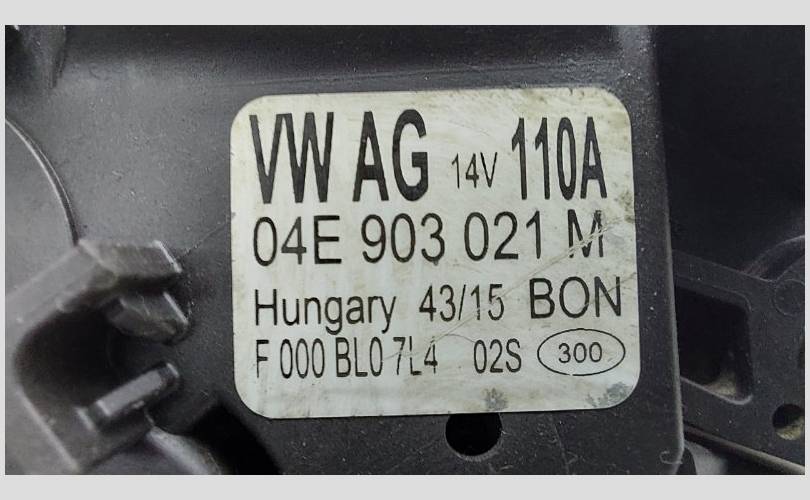 VW AG 14V 110A
04E 903 021 M
Hungary 43/15 BON
F 000 BL0 7L4 02S 300